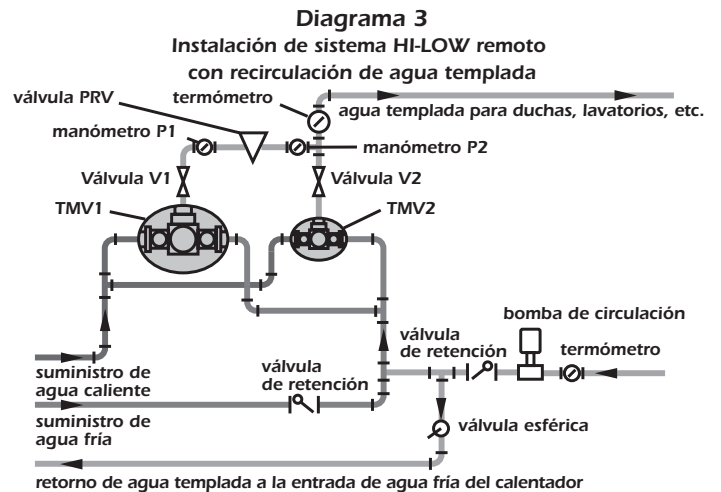 Diagrama 3
Instalación de sistema HI-LOW remoto
con recirculación de agua templada
válvula PRV
termómetro
agua templada para duchas, lavatorios, etc.
manómetro P1
manómetro P2
Válvula V1
Válvula V2
TMV1
TMV2
bomba de circulación
válvula
de retención
termómetro
válvula
de retención
suministro de
agua caliente
suministro de
agua fría
válvula esférica
retorno de agua templada a la entrada de agua fría del calentador